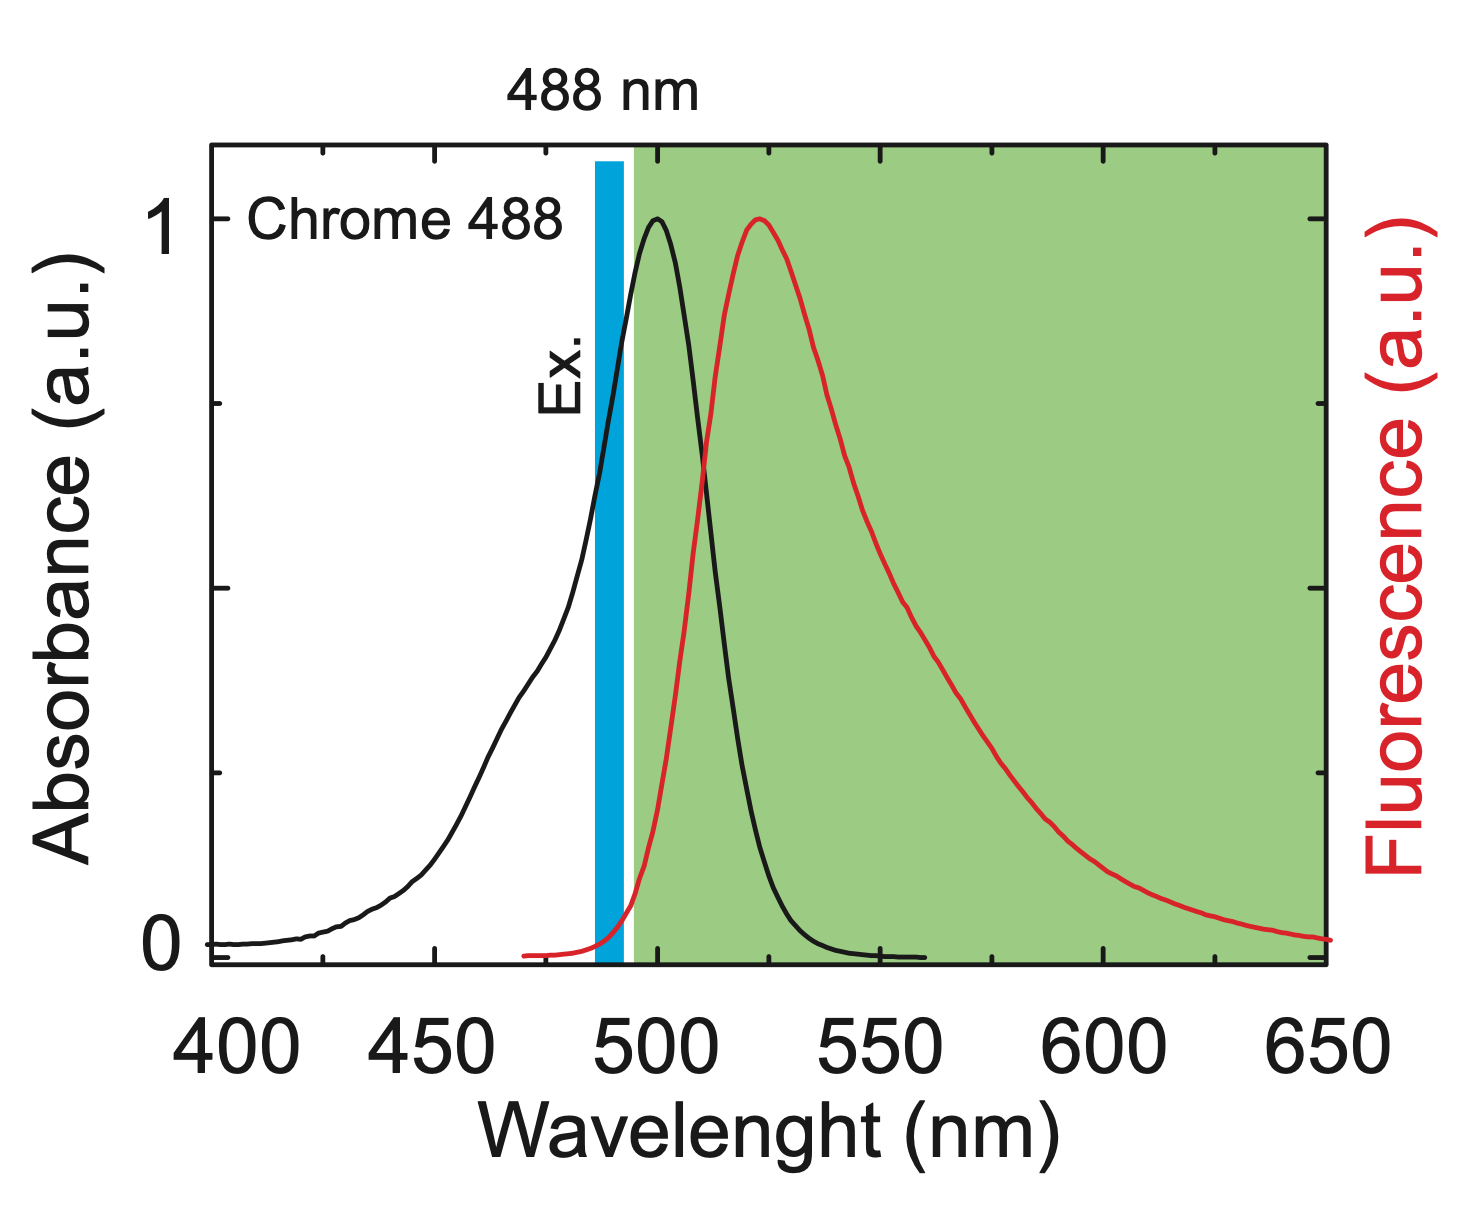 488 nm
Chrome 488
Ex.
1
0
Absorbance (a.u.)
Fluorescence (a.u.)
400 450 500 550 600 650
Wavelenght (nm)